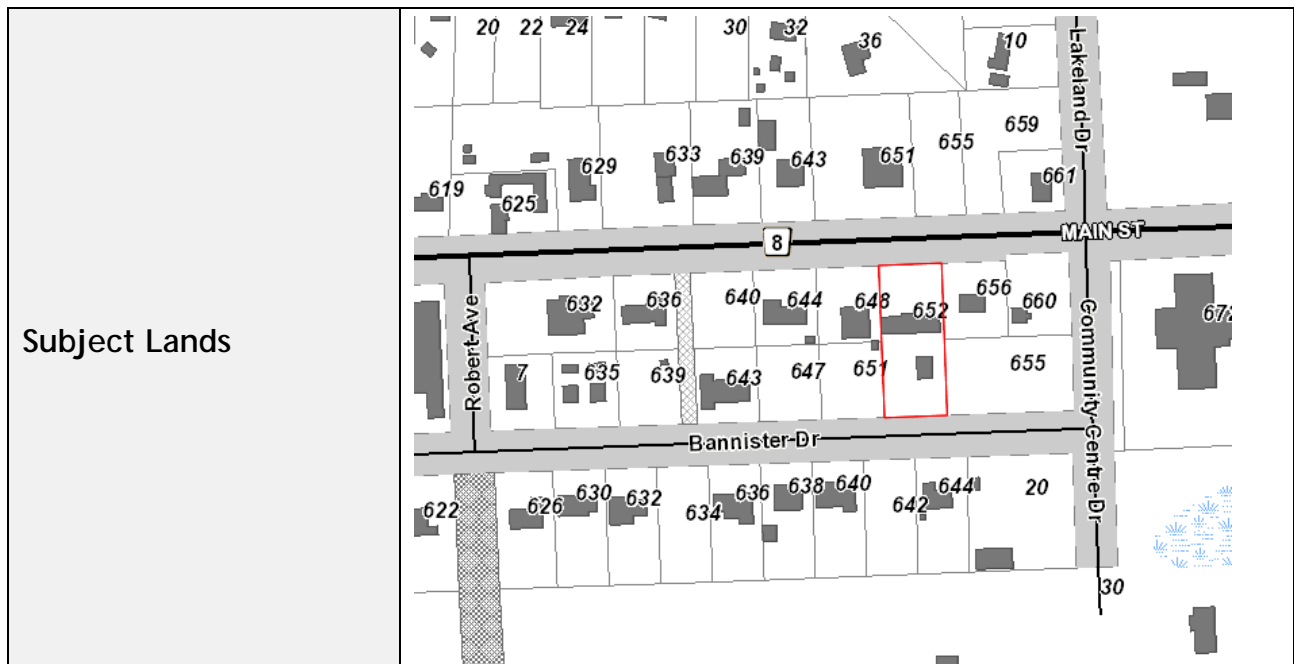 Subject Lands
20 22 24 30 32 36 10
Lakeland Dr
619 625 629 633 639 643 651 655 659 661
8
MAIN ST
632 636 640 644 648 652 656 660 672
Robert Ave
7 635 639 643 647 651 655
Community Centre Dr
Bannister Dr
622 626 630 632 634 636 638 640 642 644 20
30